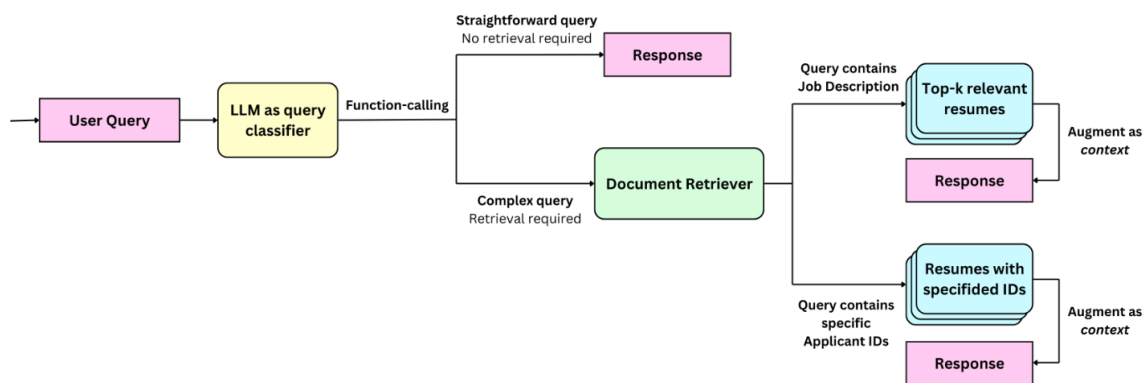 User Query
LLM as query
classifier
Function-calling
Straightforward query
No retrieval required
Response
Complex query
Retrieval required
Document Retriever
Query contains
Job Description
Top-k relevant
resumes
Augment as
context
Response
Query contains
specific
Applicant IDs
Resumes with
specifided IDs
Augment as
context
Response